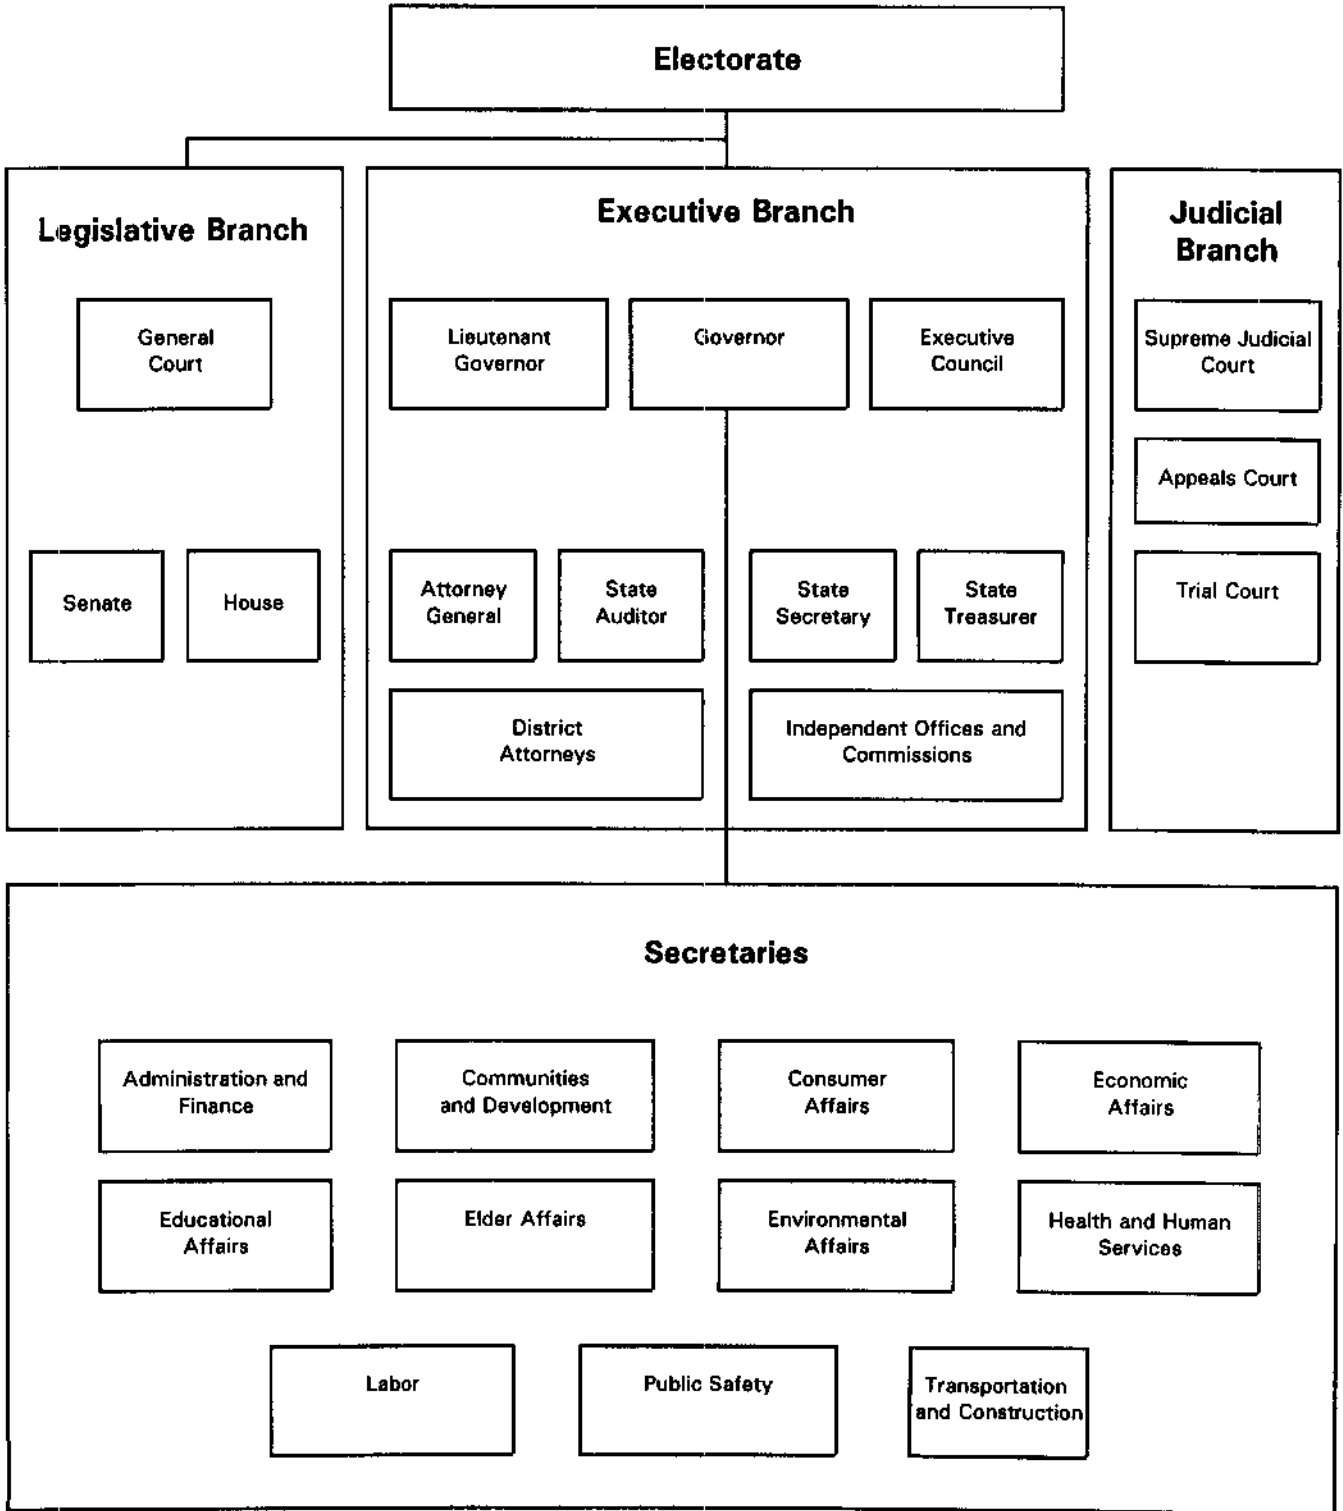 Electorate
Legislative Branch
General
Court
Senate
House
Executive Branch
Lieutenant
Governor
Governor
Executive
Council
Attorney
General
State
Auditor
State
Secretary
State
Treasurer
District
Attorneys
Independent Offices and
Commissions
Judicial
Branch
Supreme Judicial
Court
Appeals Court
Trial Court
Secretaries
Administration and
Finance
Communities
and Development
Consumer
Affairs
Economic
Affairs
Educational
Affairs
Elder Affairs
Environmental
Affairs
Health and Human
Services
Labor
Public Safety
Transportation
and Construction